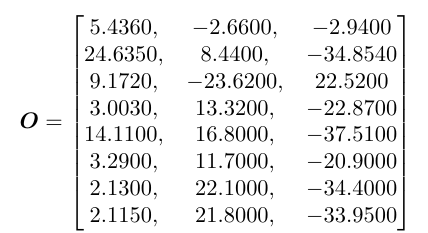 5.4360, −2.6600, −2.9400
24.6350, 8.4400, −34.8540
9.1720, −23.6200, 22.5200
O = 3.0030, 13.3200, −22.8700
14.1100, 16.8000, −37.5100
3.2900, 11.7000, −20.9000
2.1300, 22.1000, −34.4000
2.1150, 21.8000, −33.9500